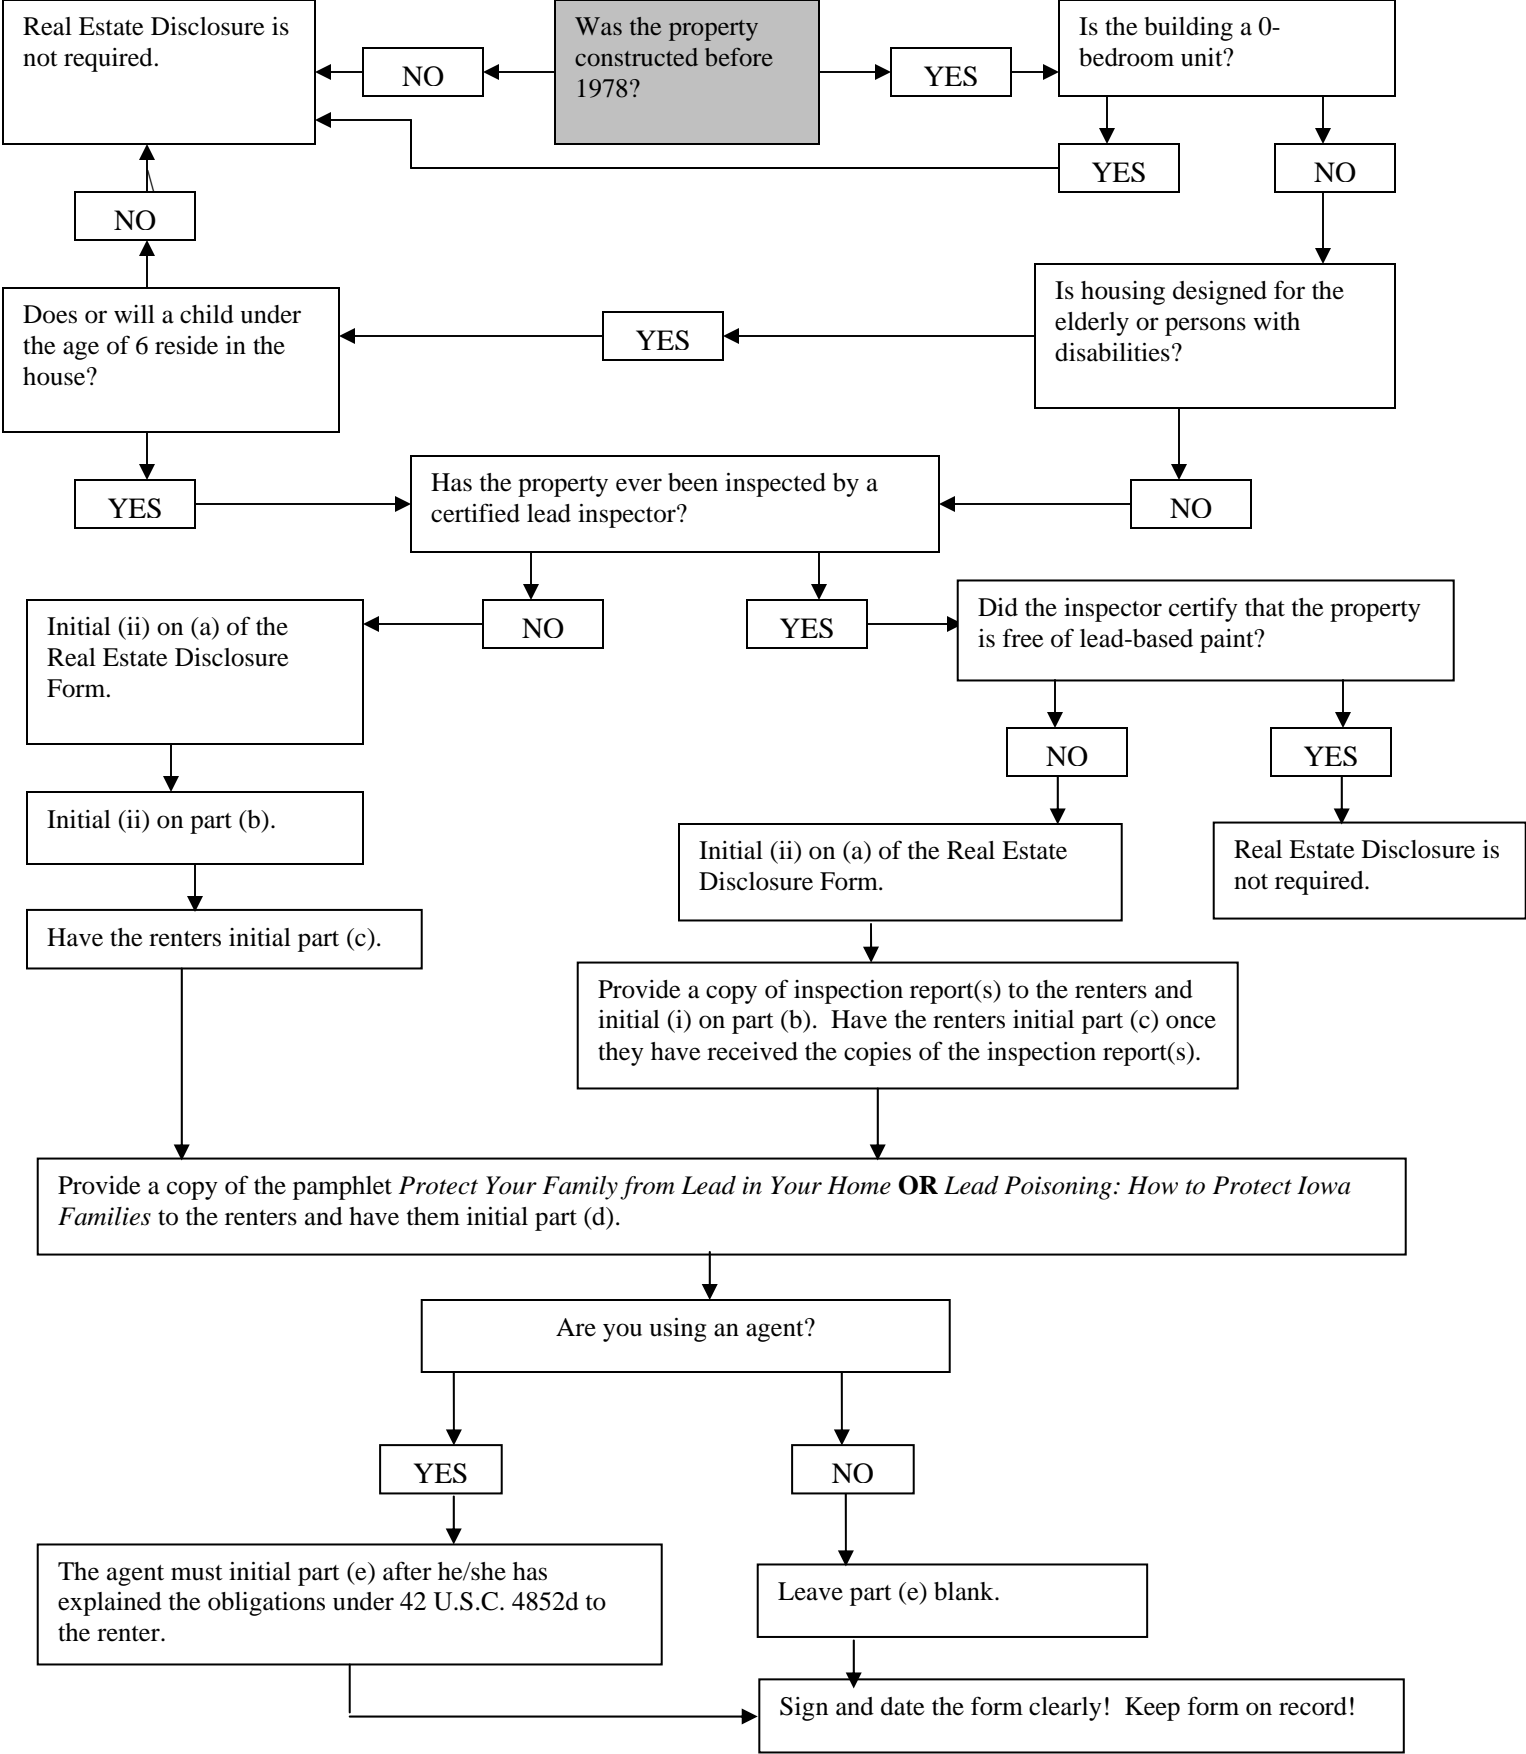 Real Estate Disclosure is
not required.
NO
Was the property
constructed before
1978?
YES
Is the building a 0-
bedroom unit?
YES
NO
NO
Does or will a child under
the age of 6 reside in the
house?
YES
Is housing designed for the
elderly or persons with
disabilities?
YES
Has the property ever been inspected by a
certified lead inspector?
NO
Initial (ii) on (a) of the
Real Estate Disclosure
Form.
NO
YES
Did the inspector certify that the property
is free of lead-based paint?
NO
YES
Initial (ii) on part (b).
Initial (ii) on (a) of the Real Estate
Disclosure Form.
Real Estate Disclosure is
not required.
Have the renters initial part (c).
Provide a copy of inspection report(s) to the renters and
initial (i) on part (b).  Have the renters initial part (c) once
they have received the copies of the inspection report(s).
Provide a copy of the pamphlet Protect Your Family from Lead in Your Home OR Lead Poisoning: How to Protect Iowa
Families to the renters and have them initial part (d).
Are you using an agent?
YES
NO
The agent must initial part (e) after he/she has
explained the obligations under 42 U.S.C. 4852d to
the renter.
Leave part (e) blank.
Sign and date the form clearly!  Keep form on record!